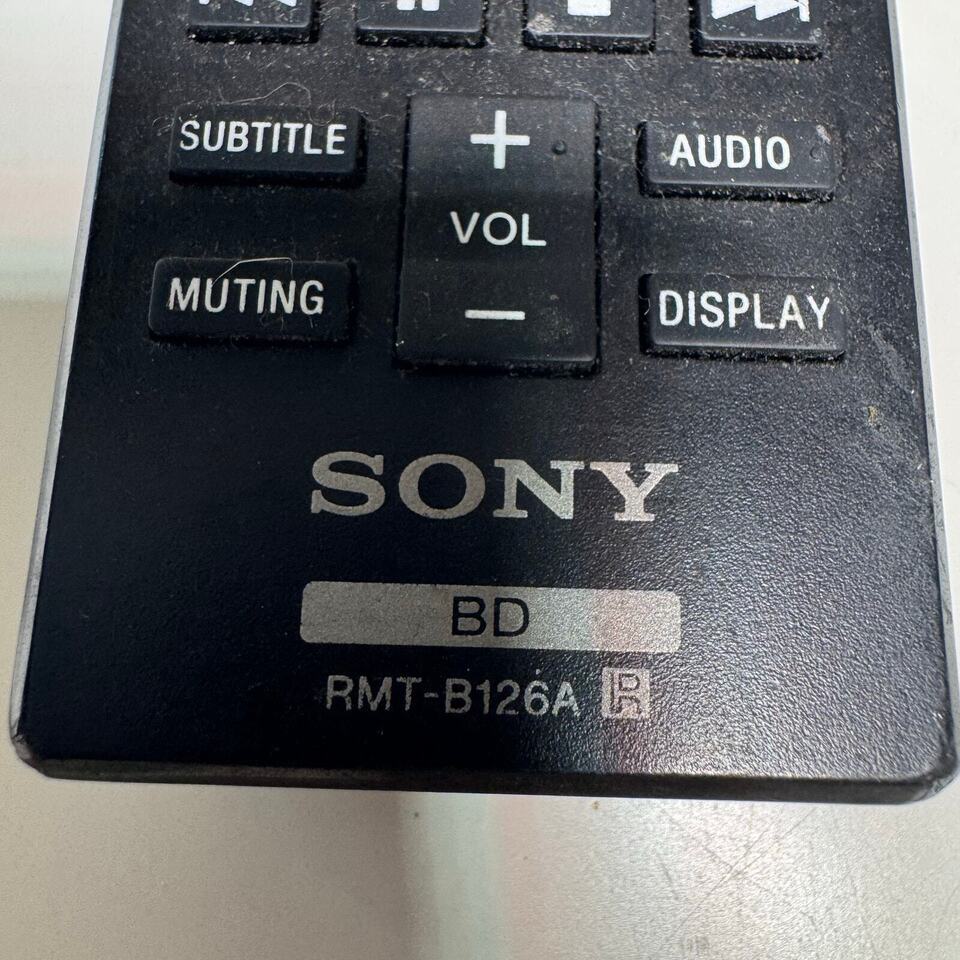 SUBTITLE
+
VOL
−
AUDIO
MUTING
DISPLAY
SONY
BD
RMT-B126A R